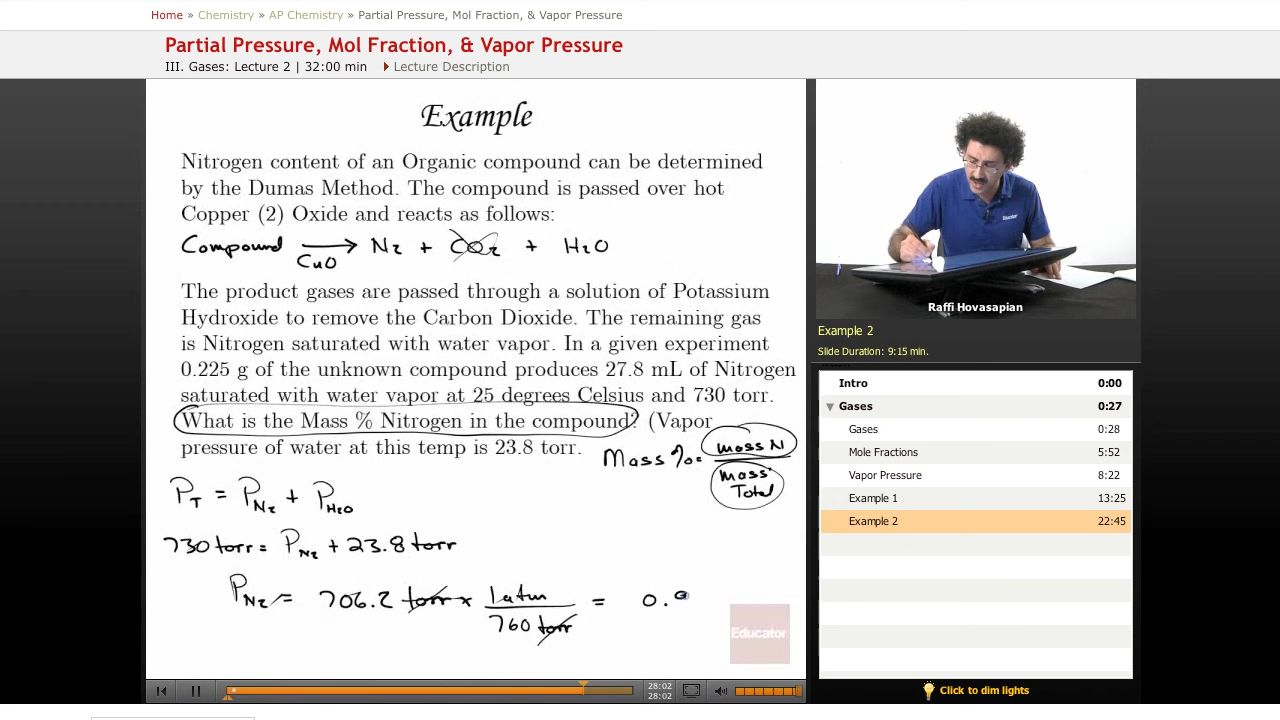 Home » Chemistry » AP Chemistry » Partial Pressure, Mol Fraction, & Vapor Pressure
Partial Pressure, Mol Fraction, & Vapor Pressure
III. Gases: Lecture 2 | 32:00 min Lecture Description
Example
Nitrogen content of an Organic compound can be determined
by the Dumas Method. The compound is passed over hot
Copper (2) Oxide and reacts as follows:
Compound → N2 + CO2 + H2O
CuO
The product gases are passed through a solution of Potassium
Hydroxide to remove the Carbon Dioxide. The remaining gas
is Nitrogen saturated with water vapor. In a given experiment
0.225 g of the unknown compound produces 27.8 mL of Nitrogen
saturated with water vapor at 25 degrees Celsius and 730 torr.
What is the Mass % Nitrogen in the compound? (Vapor
pressure of water at this temp is 23.8 torr.
Mass % = mass N
mass
Total
PT = PN2 + PH2O
730 torr = PN2 + 23.8 torr
PN2 = 706.2 torr × 1 atm = 0.9
760 torr
Educator
28:02
28:02
Educator
Raffi Hovasapian
Example 2
Slide Duration: 9:15 min.
Intro 0:00
Gases 0:27
Gases 0:28
Mole Fractions 5:52
Vapor Pressure 8:22
Example 1 13:25
Example 2 22:45
Click to dim lights